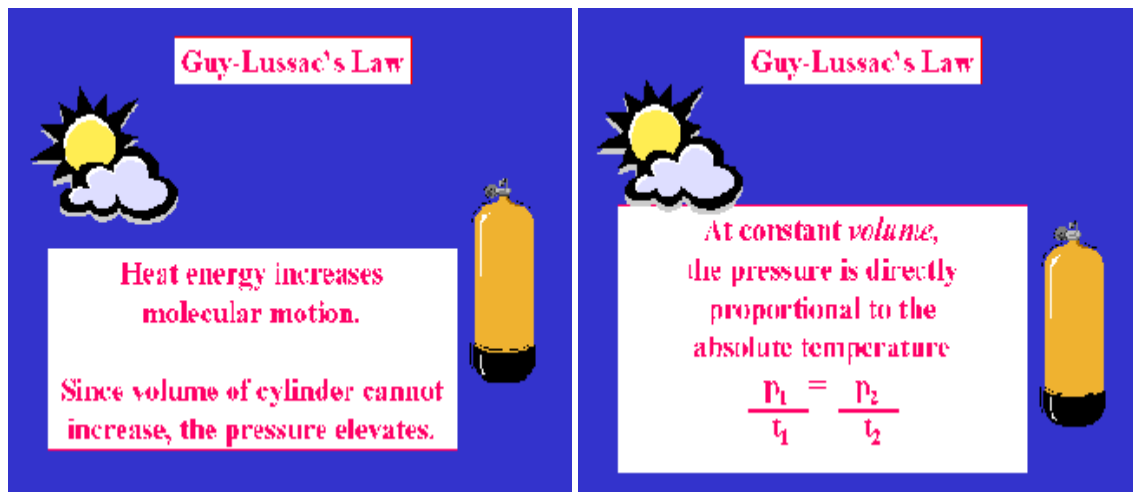 Guy-Lussac's Law
Heat energy increases
molecular motion.
Since volume of cylinder cannot
increase, the pressure elevates.
Guy-Lussac's Law
At constant volume,
the pressure is directly
proportional to the
absolute temperature
p₁ = p₂
t₁ t₂